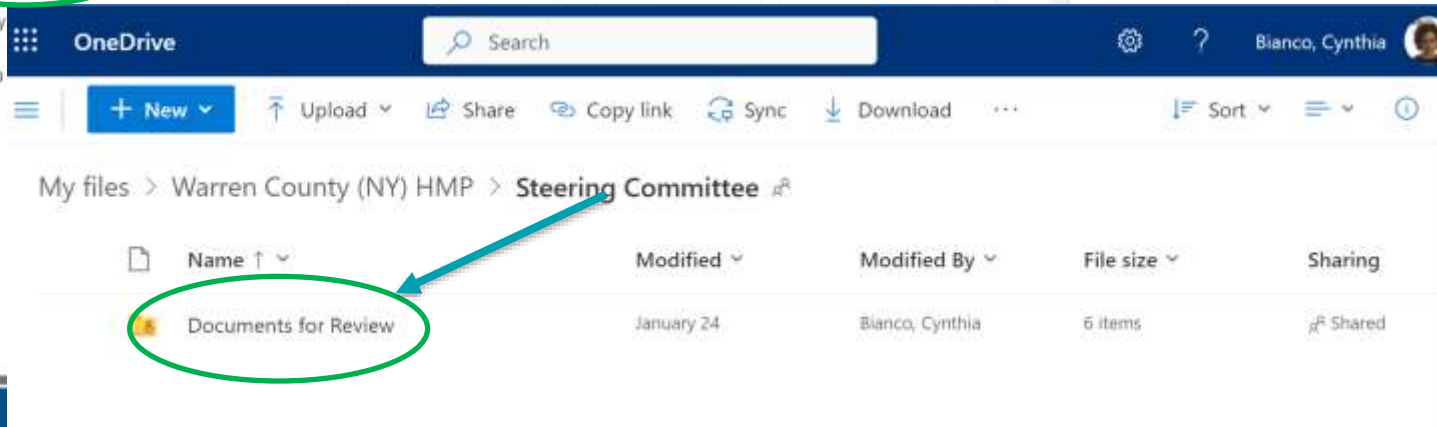 OneDrive Search ? Bianco, Cynthia
+ New Upload Share Copy link Sync Download ... Sort
My files > Warren County (NY) HMP > Steering Committee
Name ↑ Modified Modified By File size Sharing
Documents for Review January 24 Bianco, Cynthia 6 items Shared